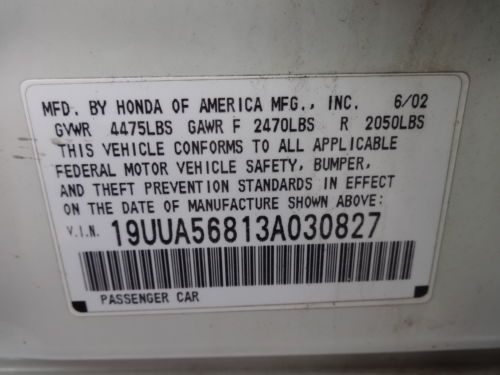 MFD. BY HONDA OF AMERICA MFG., INC. 6/02
GVWR 4475LBS GAWR F 2470LBS R 2050LBS
THIS VEHICLE CONFORMS TO ALL APPLICABLE
FEDERAL MOTOR VEHICLE SAFETY, BUMPER,
AND THEFT PREVENTION STANDARDS IN EFFECT
ON THE DATE OF MANUFACTURE SHOWN ABOVE:
V.I.N. 19UUA56813A030827
PASSENGER CAR